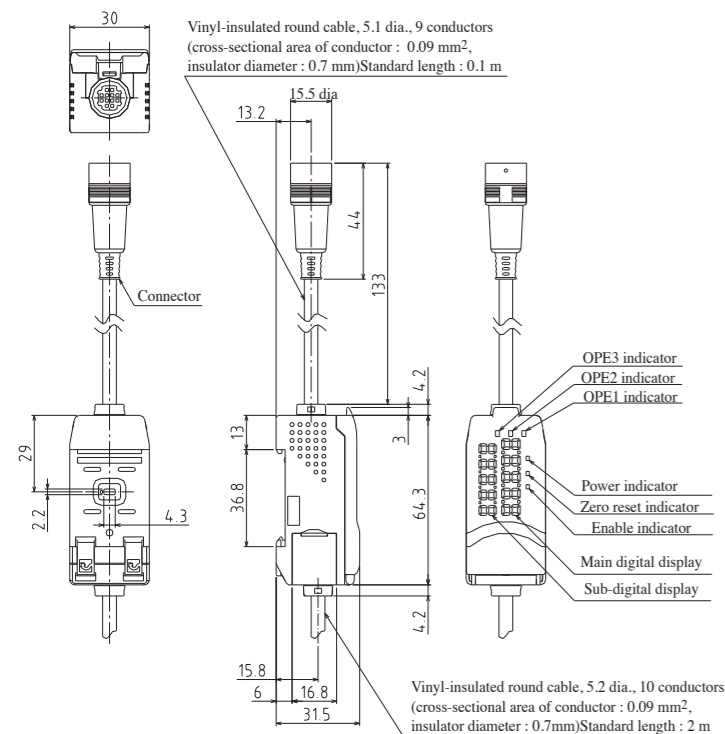 30
Vinyl-insulated round cable, 5.1 dia., 9 conductors
(cross-sectional area of conductor : 0.09 mm²,
insulator diameter : 0.7 mm)Standard length : 0.1 m
15.5 dia
13.2
44
133
Connector
4.2
3
OPE3 indicator
OPE2 indicator
OPE1 indicator
29
2.2
4.3
13
36.8
64.3
Power indicator
Zero reset indicator
Enable indicator
Main digital display
Sub-digital display
4.2
15.8
6
16.8
31.5
Vinyl-insulated round cable, 5.2 dia., 10 conductors
(cross-sectional area of conductor : 0.09 mm²,
insulator diameter : 0.7mm)Standard length : 2 m